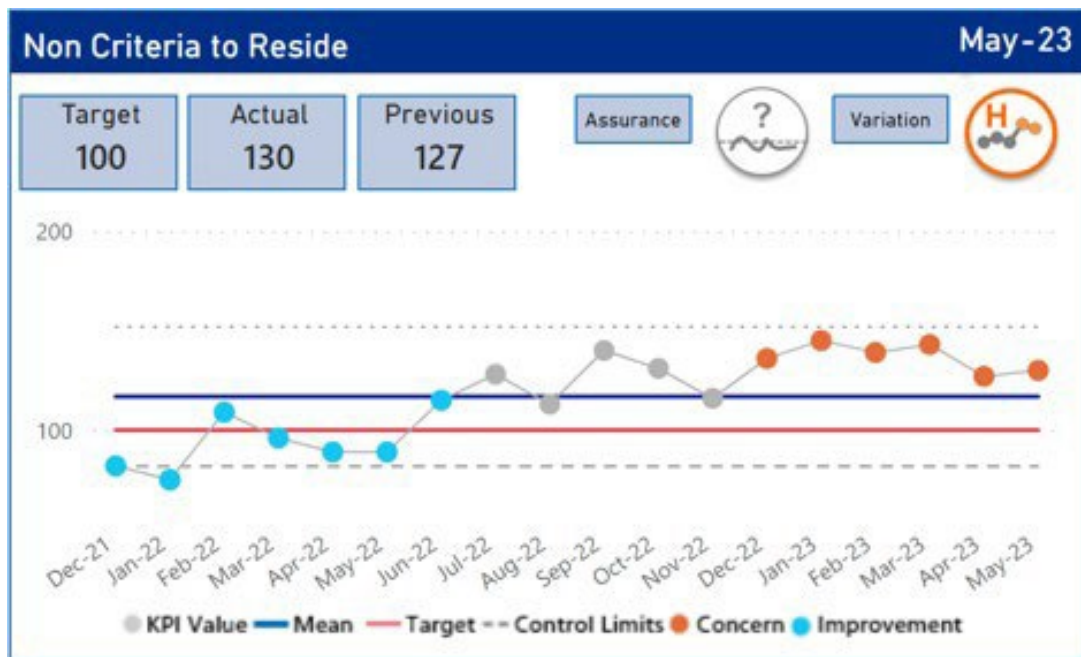 Non Criteria to Reside
May-23
Target
100
Actual
130
Previous
127
Assurance
?
Variation
H
200
100
Dec-21
Jan-22
Feb-22
Mar-22
Apr-22
May-22
Jun-22
Jul-22
Aug-22
Sep-22
Oct-22
Nov-22
Dec-22
Jan-23
Feb-23
Mar-23
Apr-23
May-23
KPI Value Mean Target Control Limits Concern Improvement